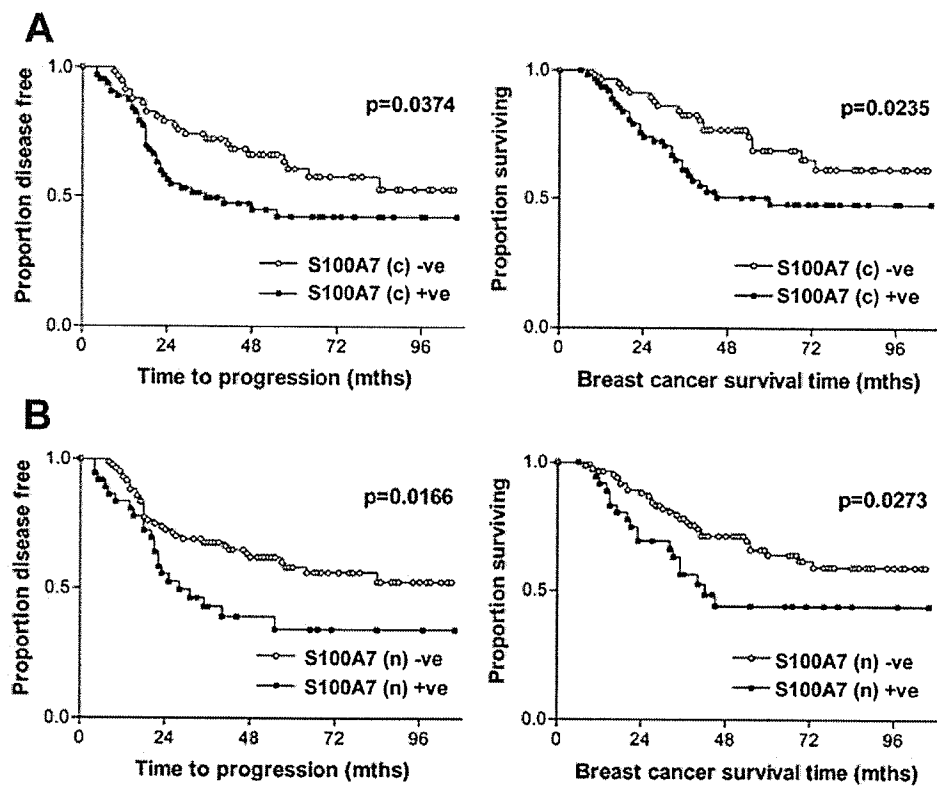 A
Proportion disease free
1.0
0.5
0.0
p=0.0374
S100A7 (c) -ve
S100A7 (c) +ve
0 24 48 72 96
Time to progression (mths)
Proportion surviving
1.0
0.5
0.0
p=0.0235
S100A7 (c) -ve
S100A7 (c) +ve
0 24 48 72 96
Breast cancer survival time (mths)
B
Proportion disease free
1.0
0.5
0.0
p=0.0166
S100A7 (n) -ve
S100A7 (n) +ve
0 24 48 72 96
Time to progression (mths)
Proportion surviving
1.0
0.5
0.0
p=0.0273
S100A7 (n) -ve
S100A7 (n) +ve
0 24 48 72 96
Breast cancer survival time (mths)